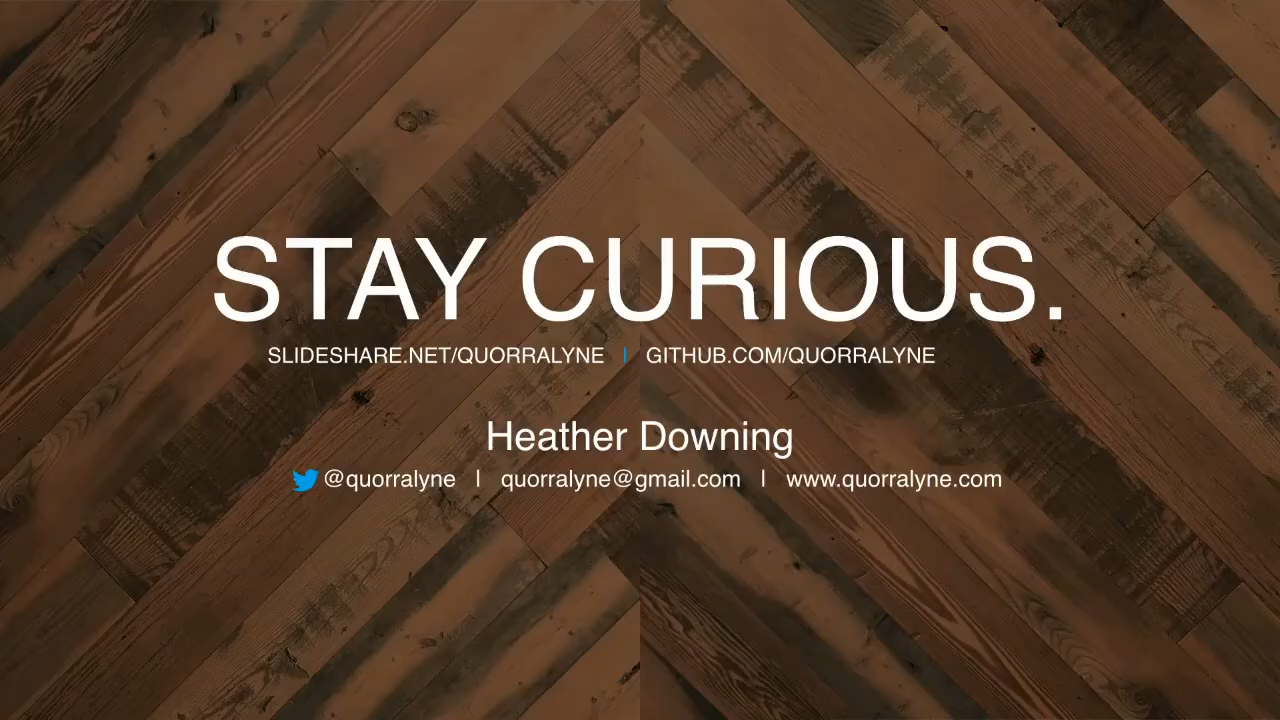 STAY CURIOUS.
SLIDESHARE.NET/QUORRALYNE | GITHUB.COM/QUORRALYNE
Heather Downing
@quorralyne | quorralyne@gmail.com | www.quorralyne.com